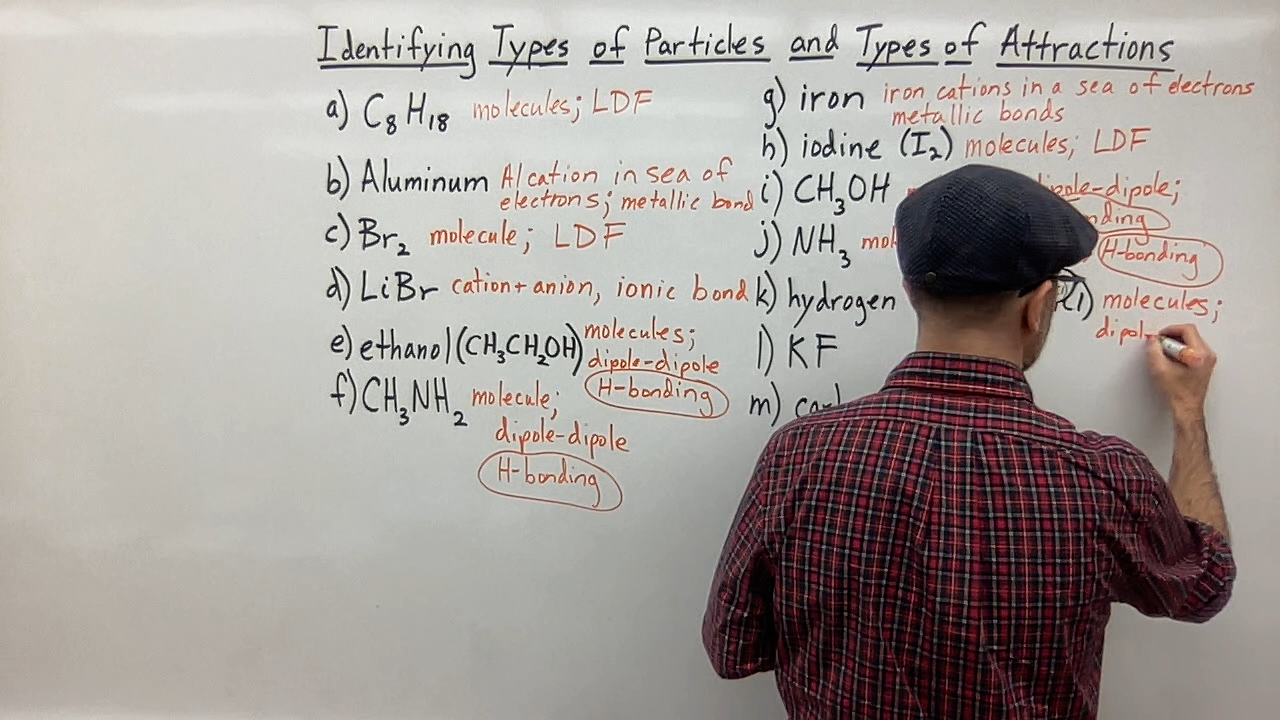 Identifying Types of Particles and Types of Attractions
a) C₈H₁₈ molecules; LDF
b) Aluminum Al cation in sea of
electrons; metallic bond
c) Br₂ molecule; LDF
d) LiBr cation + anion, ionic bond
e) ethanol (CH₃CH₂OH) molecules;
dipole-dipole
H-bonding
f) CH₃NH₂ molecule;
dipole-dipole
H-bonding
g) iron iron cations in a sea of electrons
metallic bonds
h) iodine (I₂) molecules; LDF
i) CH₃OH dipole-dipole;
j) NH₃
H-bonding
k) hydrogen molecules;
l) KF
m)